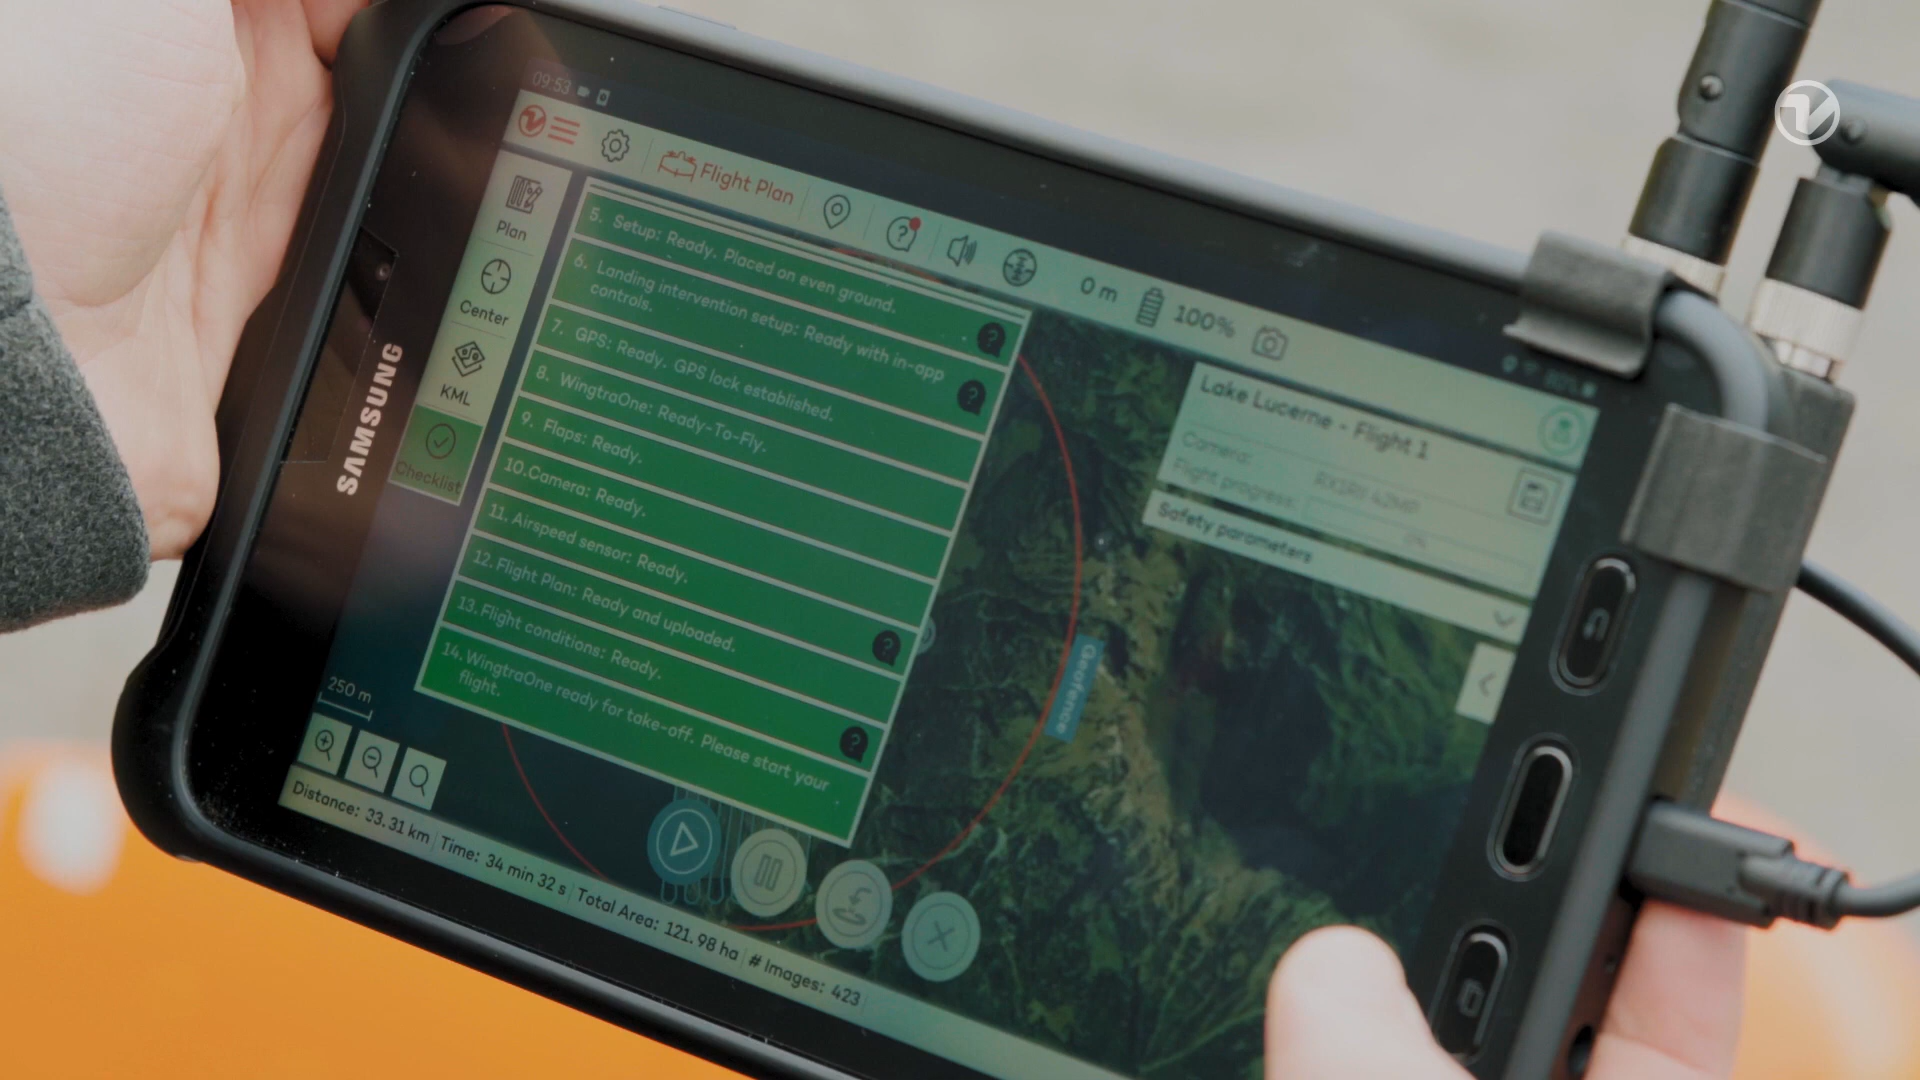 09:53
Flight Plan
0 m
100%
Plan
Center
KML
Checklist
5. Setup: Ready. Placed on even ground.
6. Landing intervention setup: Ready with in-app
controls.
7. GPS: Ready. GPS lock established.
8. WingtraOne: Ready-To-Fly.
9. Flaps: Ready.
10. Camera: Ready.
11. Airspeed sensor: Ready.
12. Flight Plan: Ready and uploaded.
13. Flight conditions: Ready.
14. WingtraOne ready for take-off. Please start your
flight.
Lake Lucerne - Flight 1
Camera:
Flight progress:
Safety parameters
Geofence
250 m
Distance: 33.31 km
Time: 34 min 32 s
Total Area: 121.98 ha
# Images: 423
SAMSUNG